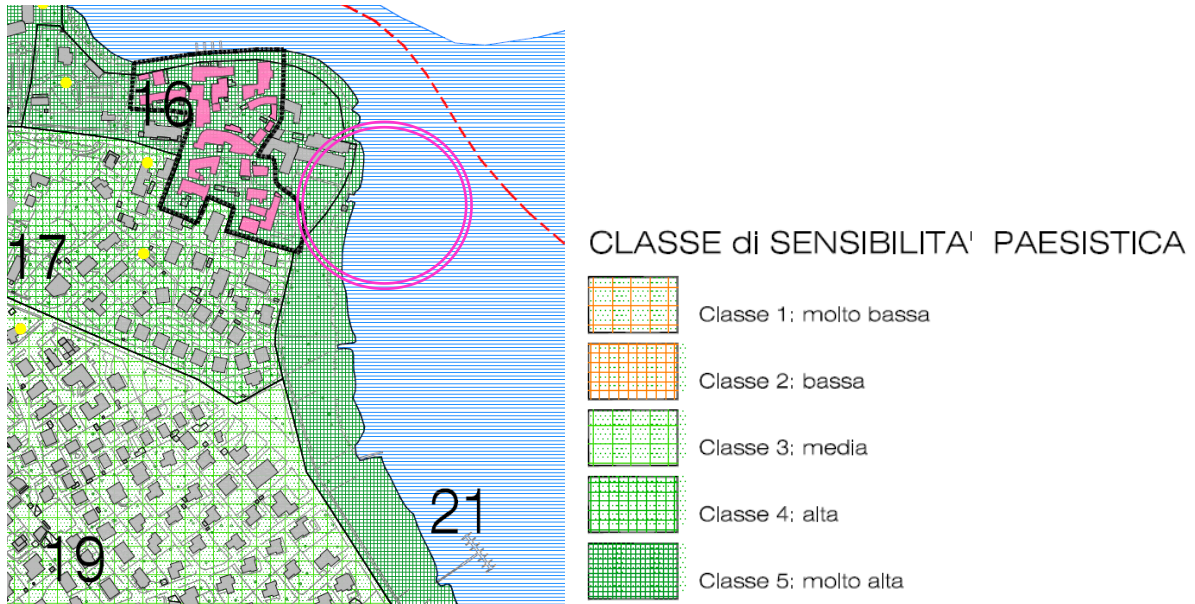 16
17
21
19
CLASSE di SENSIBILITA' PAESISTICA
Classe 1: molto bassa
Classe 2: bassa
Classe 3: media
Classe 4: alta
Classe 5: molto alta